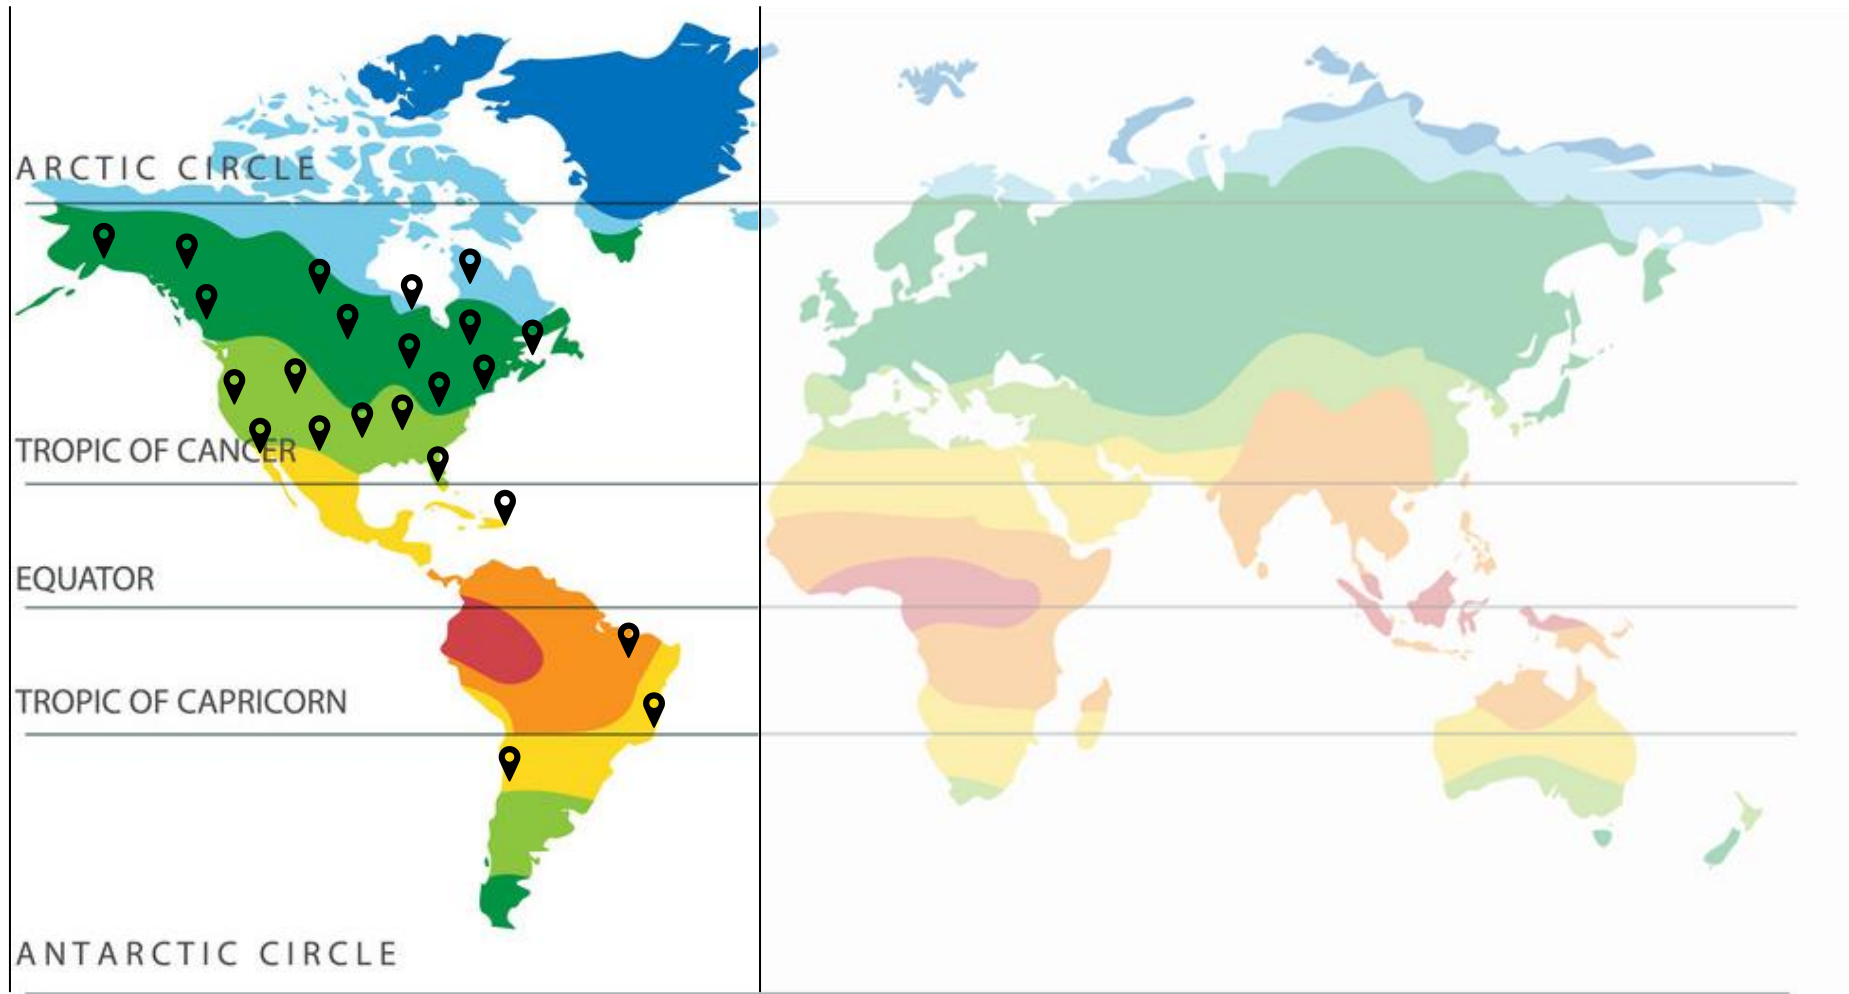 ARCTIC CIRCLE
TROPIC OF CANCER
EQUATOR
TROPIC OF CAPRICORN
ANTARCTIC CIRCLE